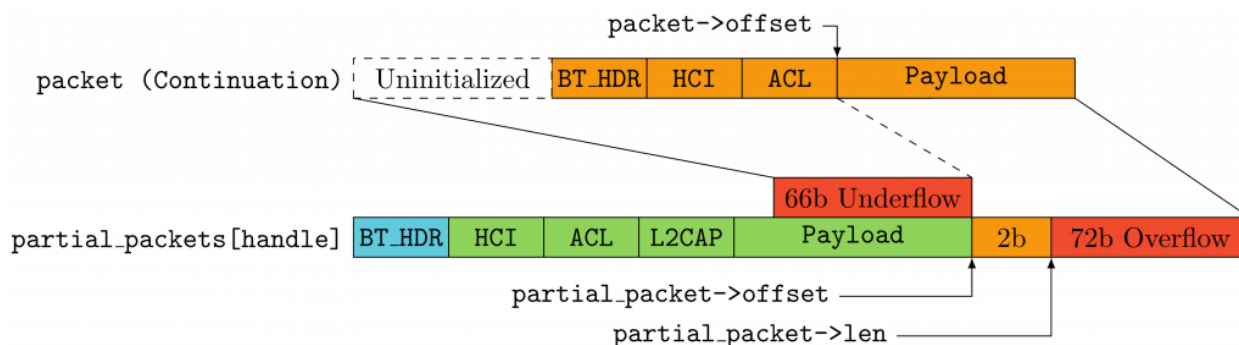 packet->offset
packet (Continuation) Uninitialized BT_HDR HCI ACL Payload
66b Underflow
partial_packets[handle] BT_HDR HCI ACL L2CAP Payload 2b 72b Overflow
partial_packet->offset
partial_packet->len